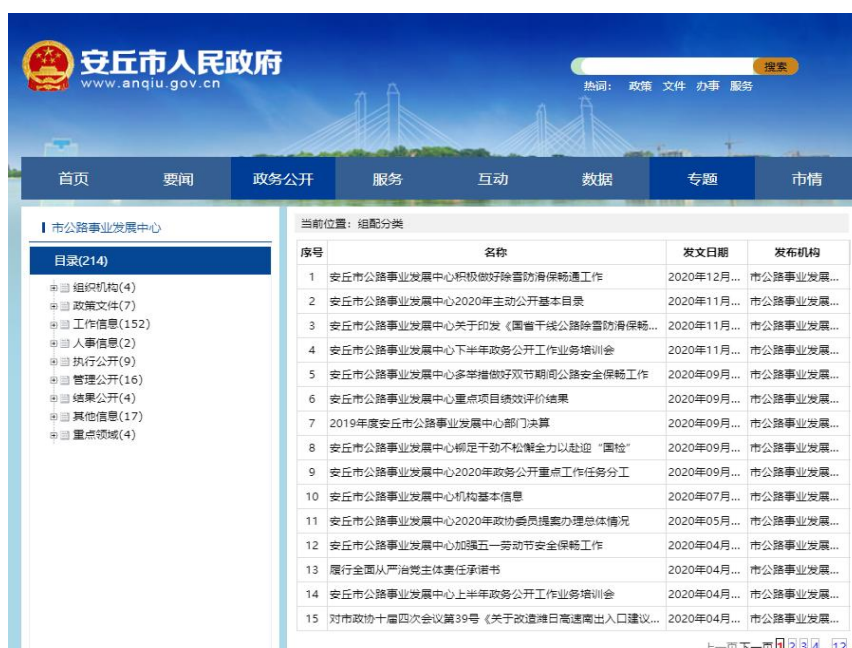 安丘市人民政府
www.anqiu.gov.cn
搜索
热词： 政策 文件 办事 服务
首页 要闻 政务公开 服务 互动 数据 专题 市情
市公路事业发展中心
目录(214)
组织机构(4)
政策文件(7)
工作信息(152)
人事信息(2)
执行公开(9)
管理公开(16)
结果公开(4)
其他信息(17)
重点领域(4)
当前位置：组配分类
序号 名称 发文日期 发布机构
1 安丘市公路事业发展中心积极做好除雪防滑保畅通工作 2020年12月... 市公路事业发展...
2 安丘市公路事业发展中心2020年主动公开基本目录 2020年11月... 市公路事业发展...
3 安丘市公路事业发展中心关于印发《国省干线公路除雪防滑保畅... 2020年11月... 市公路事业发展...
4 安丘市公路事业发展中心下半年政务公开工作业务培训会 2020年11月... 市公路事业发展...
5 安丘市公路事业发展中心多举措做好双节期间公路安全保畅工作 2020年09月... 市公路事业发展...
6 安丘市公路事业发展中心重点项目绩效评价结果 2020年09月... 市公路事业发展...
7 2019年度安丘市公路事业发展中心部门决算 2020年09月... 市公路事业发展...
8 安丘市公路事业发展中心铆足干劲不松懈全力以赴迎“国检” 2020年09月... 市公路事业发展...
9 安丘市公路事业发展中心2020年政务公开重点工作任务分工 2020年09月... 市公路事业发展...
10 安丘市公路事业发展中心机构基本信息 2020年07月... 市公路事业发展...
11 安丘市公路事业发展中心2020年政协委员提案办理总体情况 2020年05月... 市公路事业发展...
12 安丘市公路事业发展中心加强五一劳动节安全保畅工作 2020年04月... 市公路事业发展...
13 履行全面从严治党主体责任承诺书 2020年04月... 市公路事业发展...
14 安丘市公路事业发展中心上半年政务公开工作业务培训会 2020年04月... 市公路事业发展...
15 对市政协十届四次会议第39号《关于改造潍日高速南出入口建议... 2020年04月... 市公路事业发展...
上一页 下一页 1 2 3 4 ... 12